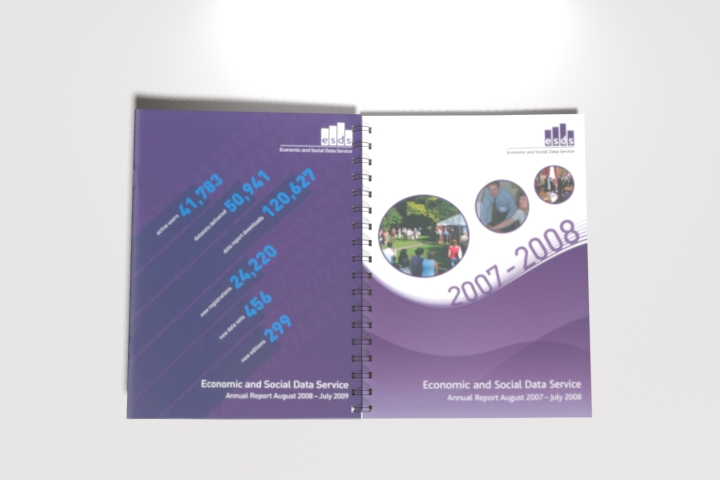 esds
Economic and Social Data Service
active users 41,783
datasets delivered 50,941
data report downloads 120,627
new registrations 24,220
new data sets 456
new editions 299
Economic and Social Data Service
Annual Report August 2008 – July 2009
esds
Economic and Social Data Service
2007-2008
Economic and Social Data Service
Annual Report August 2007 – July 2008